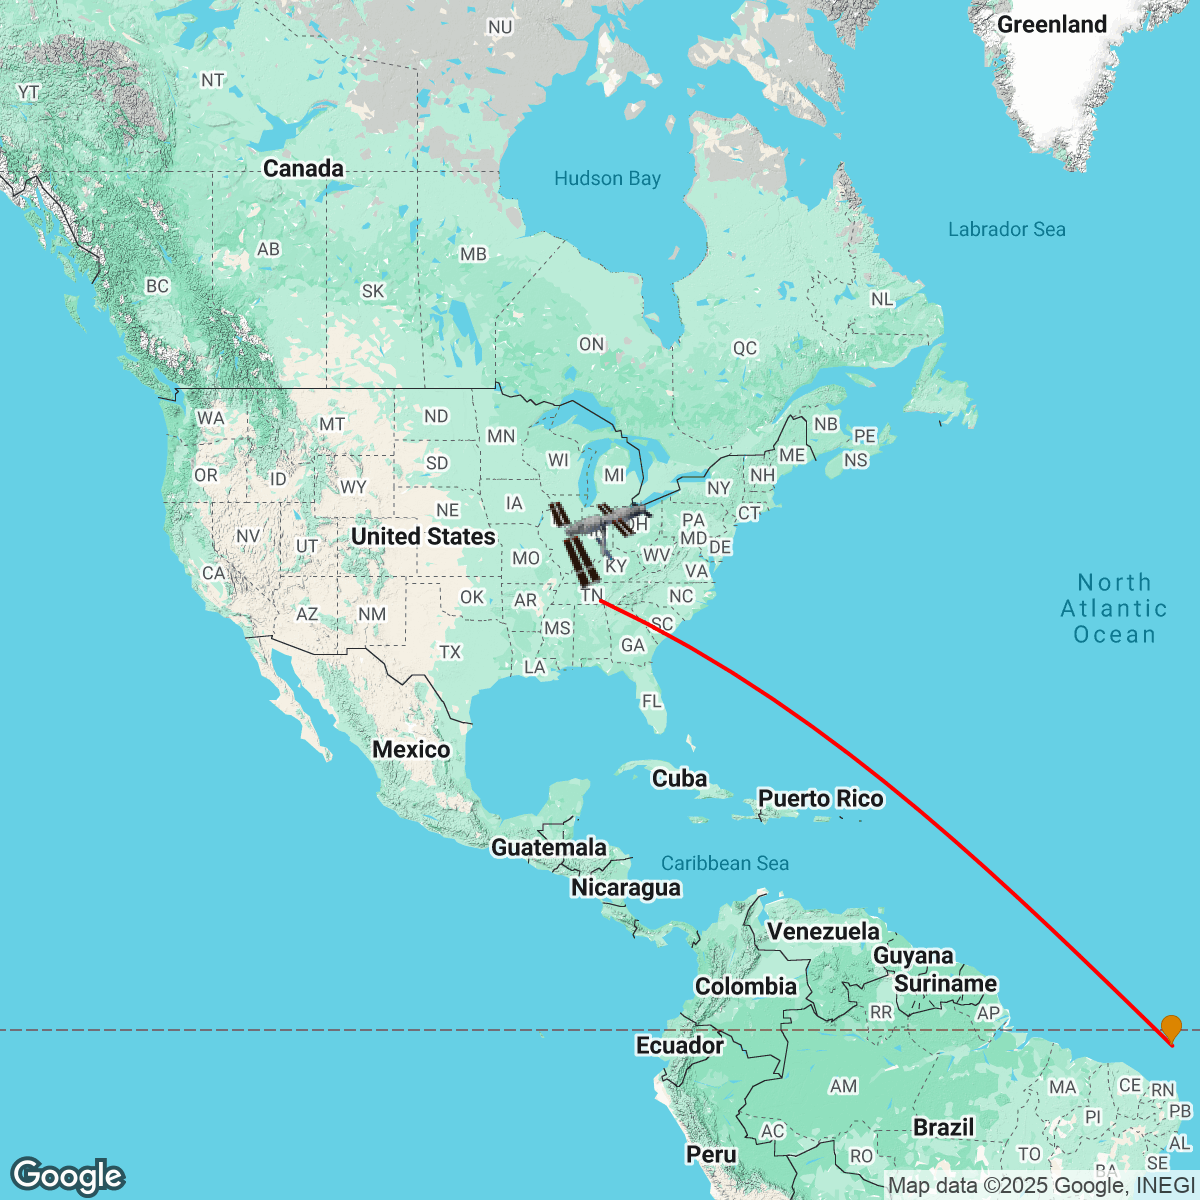 Greenland
NU
NT
YT
Canada
Hudson Bay
Labrador Sea
AB
MB
BC
SK
NL
ON
QC
WA
MT
ND
MN
NB
PE
WI
ME
NS
OR
ID
SD
MI
NH
WY
NY
NE
IA
CT
OH
PA
NV
United States
MD
UT
DE
MO
WV
KY
CA
VA
North
Atlantic
Ocean
OK
AR
TN
NC
AZ
NM
MS
SC
GA
TX
LA
FL
Mexico
Cuba
Puerto Rico
Guatemala
Caribbean Sea
Nicaragua
Venezuela
Guyana
Suriname
Colombia
RR
AP
Ecuador
AM
MA
CE
RN
PB
PI
Brazil
AC
AL
Peru
RO
TO
SE
BA
Google
Map data ©2025 Google, INEGI